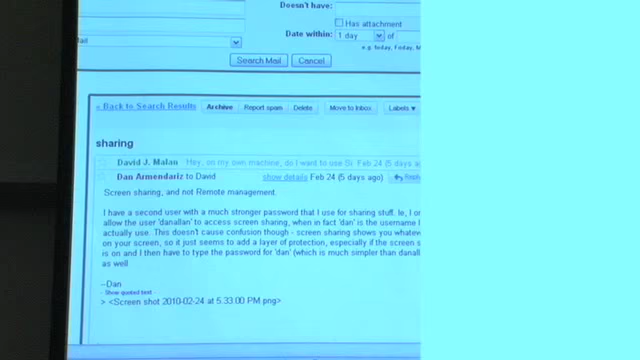 Doesn't have:
Has attachment
ail
Date within: 1 day of
e.g. today, Friday, M
Search Mail Cancel
« Back to Search Results Archive Report spam Delete Move to Inbox Labels ▾
sharing
David J. Malan Hey, on my own machine, do I want to use S Feb 24 (5 days a
Dan Armendariz to David show details Feb 24 (5 days ago) Reply
Screen sharing, and not Remote management.
I have a second user with a much stronger password that I use for sharing stuff. Ie, I o
allow the user 'danallan' to access screen sharing, when in fact 'dan' is the username I
actually use. This doesn't cause confusion though - screen sharing shows you whatev
on your screen, so it just seems to add a layer of protection, especially if the screen s
is on and I then have to type the password for 'dan' (which is much simpler than danall
as well
--Dan
- Show quoted text -
> <Screen shot 2010-02-24 at 5.33.00 PM.png>